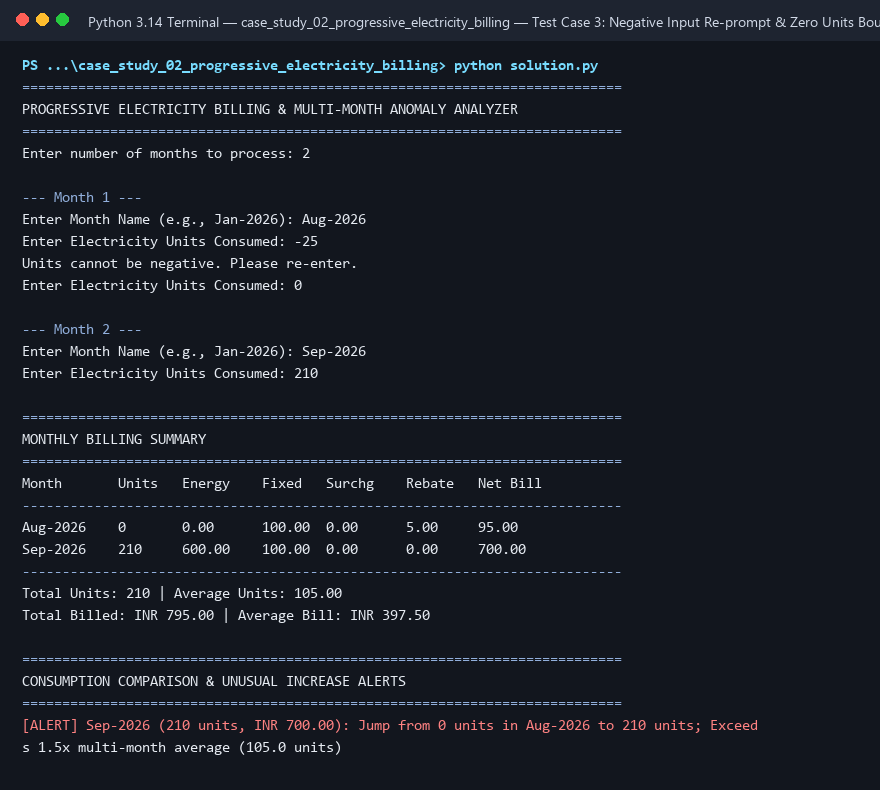 Python 3.14 Terminal — case_study_02_progressive_electricity_billing — Test Case 3: Negative Input Re-prompt & Zero Units Bou
PS ...\case_study_02_progressive_electricity_billing> python solution.py
===========================================================================
PROGRESSIVE ELECTRICITY BILLING & MULTI-MONTH ANOMALY ANALYZER
===========================================================================
Enter number of months to process: 2
--- Month 1 ---
Enter Month Name (e.g., Jan-2026): Aug-2026
Enter Electricity Units Consumed: -25
Units cannot be negative. Please re-enter.
Enter Electricity Units Consumed: 0
--- Month 2 ---
Enter Month Name (e.g., Jan-2026): Sep-2026
Enter Electricity Units Consumed: 210
===========================================================================
MONTHLY BILLING SUMMARY
===========================================================================
Month       Units   Energy    Fixed   Surchg    Rebate   Net Bill
---------------------------------------------------------------------------
Aug-2026    0       0.00      100.00  0.00      5.00     95.00
Sep-2026    210     600.00    100.00  0.00      0.00     700.00
---------------------------------------------------------------------------
Total Units: 210 | Average Units: 105.00
Total Billed: INR 795.00 | Average Bill: INR 397.50
===========================================================================
CONSUMPTION COMPARISON & UNUSUAL INCREASE ALERTS
===========================================================================
[ALERT] Sep-2026 (210 units, INR 700.00): Jump from 0 units in Aug-2026 to 210 units; Exceed
s 1.5x multi-month average (105.0 units)